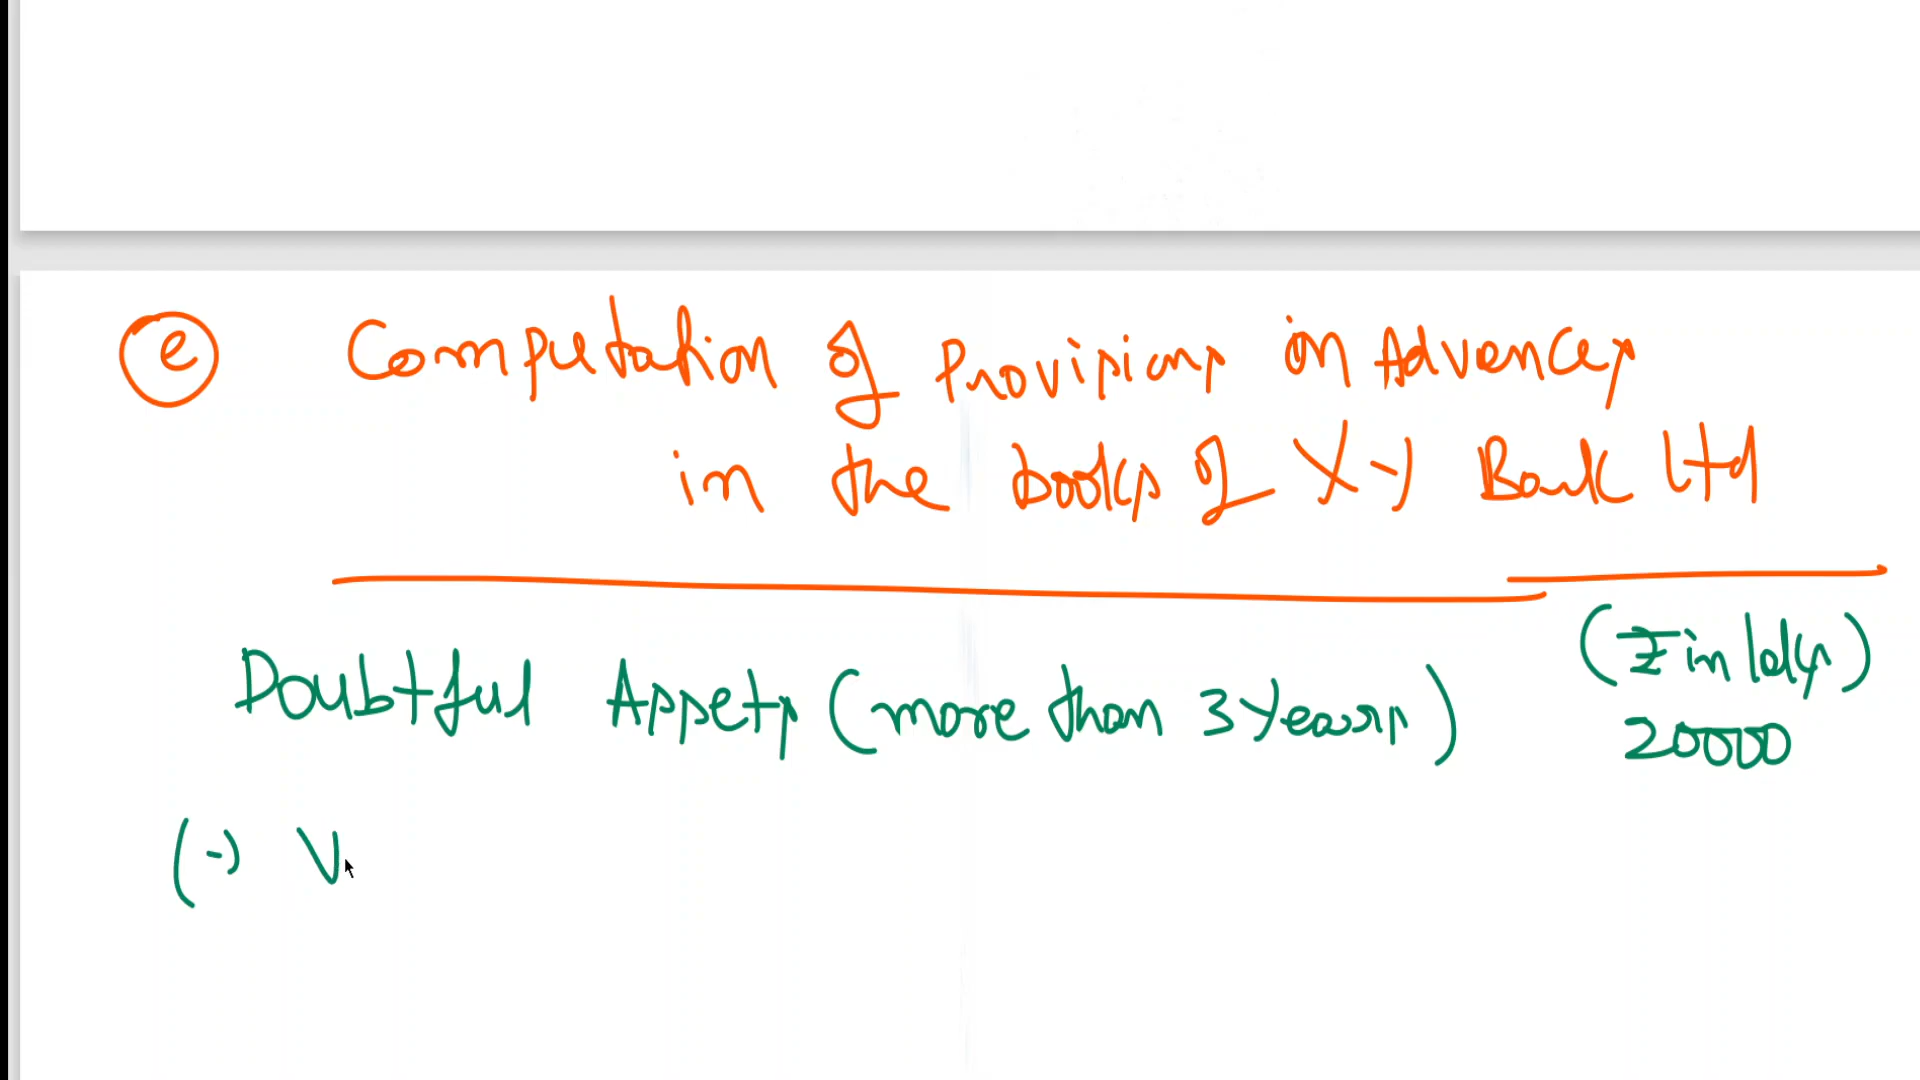 e Computation of Provisions on Advances
in the books of X-Y Bank Ltd
(₹ in lakhs)
Doubtful Assets (more than 3 Years) 20000
(-) V